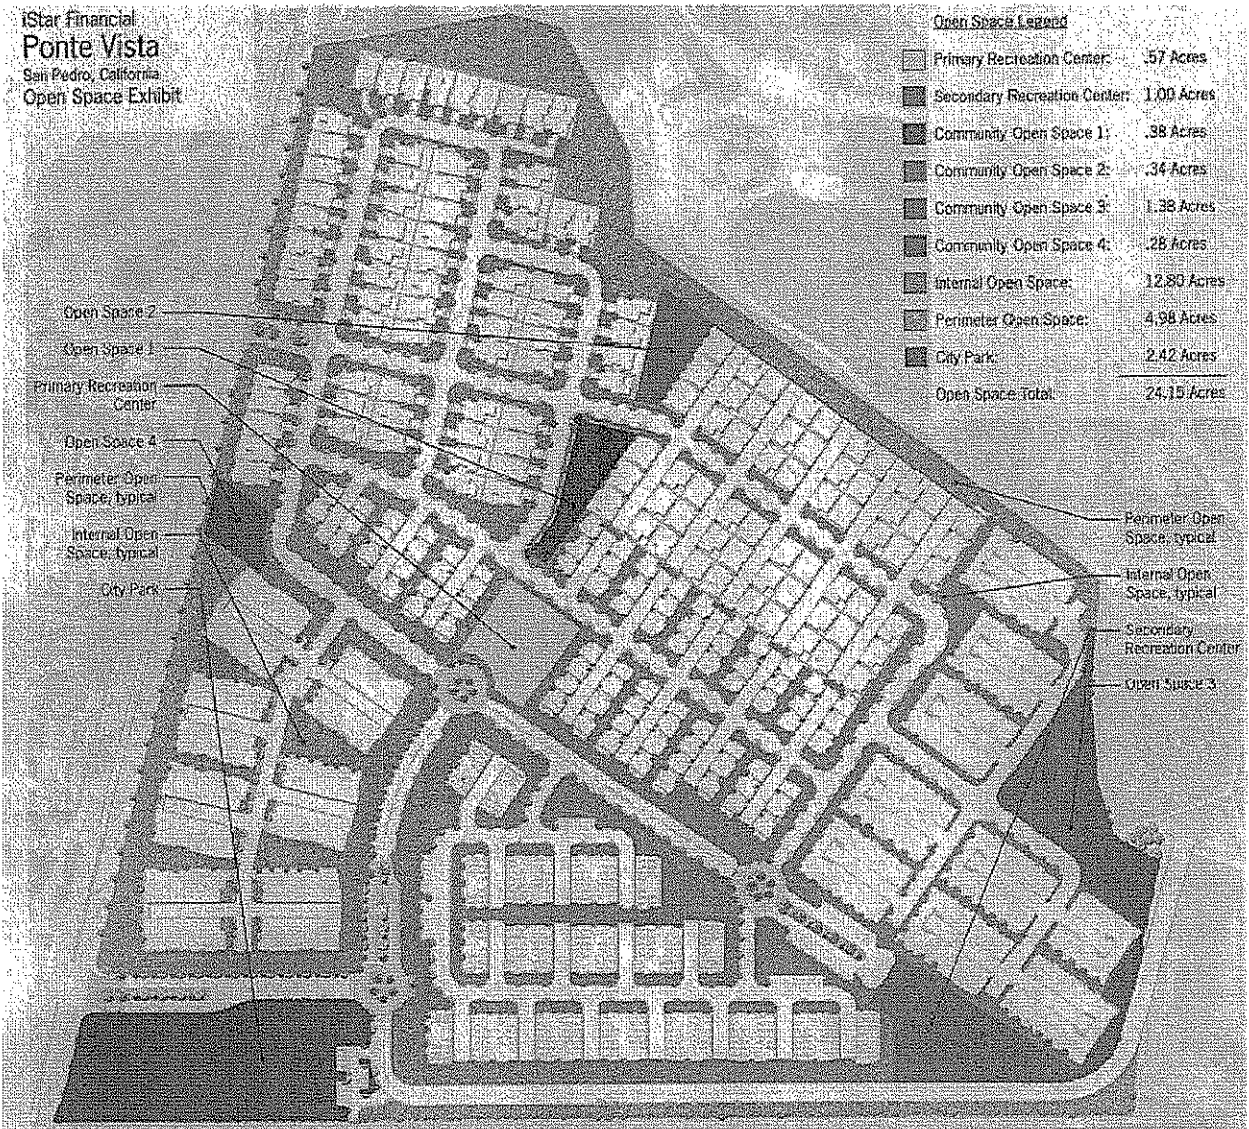 iStar Financial
Ponte Vista
San Pedro, California
Open Space Exhibit
Open Space Legend
Primary Recreation Center: .57 Acres
Secondary Recreation Center: 1.00 Acres
Community Open Space 1: .38 Acres
Community Open Space 2: .34 Acres
Community Open Space 3: 1.38 Acres
Community Open Space 4: .28 Acres
Internal Open Space: 12.80 Acres
Perimeter Open Space: 4.98 Acres
City Park: 2.42 Acres
Open Space Total: 24.15 Acres
Open Space 2
Open Space 1
Primary Recreation
Center
Open Space 4
Perimeter Open
Space, typical
Internal Open
Space, typical
City Park
Perimeter Open
Space, typical
Internal Open
Space, typical
Secondary
Recreation Center
Open Space 3